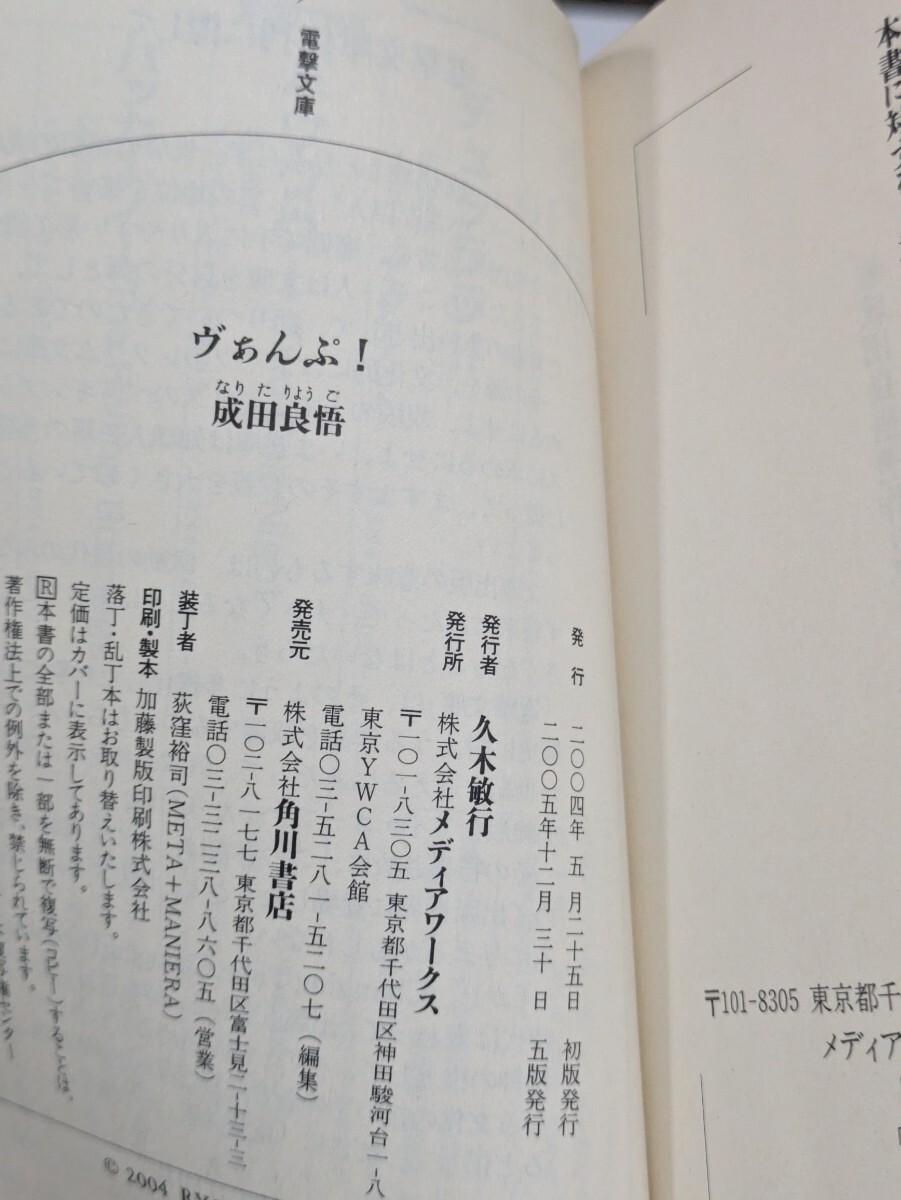 電撃文庫
ヴぁんぷ！
なりたりょうご
成田良悟
発行 二〇〇四年 五月二十五日 初版発行
二〇〇五年十二月 三十 日 五版発行
発行者 久木敏行
発行所 株式会社メディアワークス
〒一〇一-八三〇五 東京都千代田区神田駿河台一-八
東京YWCA会館
電話〇三-五二八一-五二〇七（編集）
発売元 株式会社角川書店
〒一〇二-八一七七 東京都千代田区富士見二-十三-三
電話〇三-三二三八-八六〇五（営業）
装丁者 荻窪裕司(META+MANIERA)
印刷・製本 加藤製版印刷株式会社
落丁・乱丁本はお取り替えいたします。
定価はカバーに表示してあります。
R本書の全部または一部を無断で複写（コピー）することは、
著作権法上での例外を除き、禁じられています。
© 2004
本書に
〒101-8305 東京都千
メディア